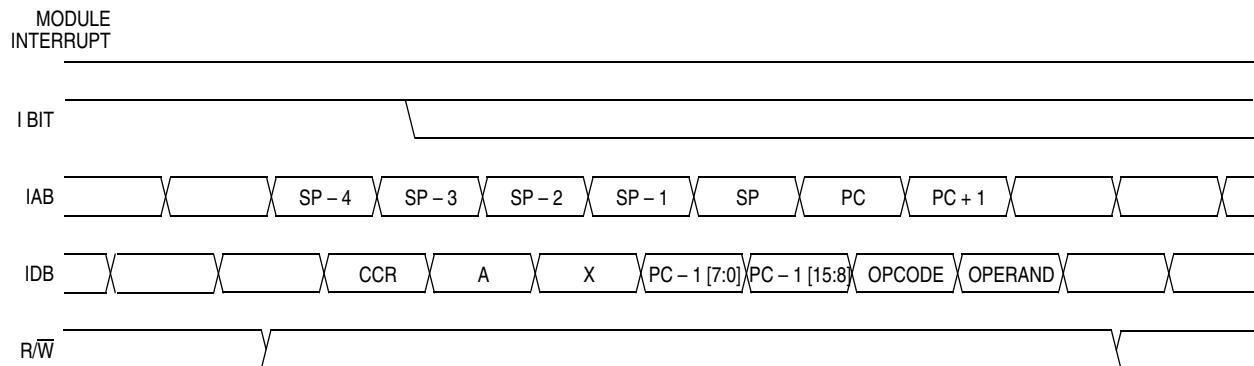 MODULE
INTERRUPT
I BIT
IAB SP – 4 SP – 3 SP – 2 SP – 1 SP PC PC + 1
IDB CCR A X PC – 1 [7:0] PC – 1 [15:8] OPCODE OPERAND
R/W̅